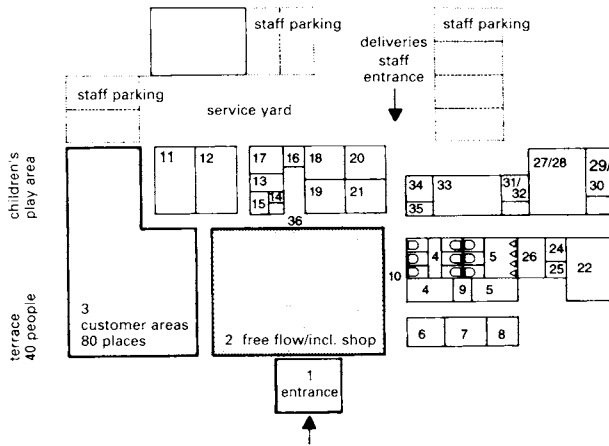 staff parking
staff parking
deliveries
staff
entrance
staff parking
service yard
children's
play area
11
12
17
16
18
20
13
14
15
19
21
36
34
33
31/
32
27/28
29/
30
35
10
4
5
26
24
25
22
4
9
5
6
7
8
3
customer areas
80 places
terrace
40 people
2 free flow/incl. shop
1
entrance